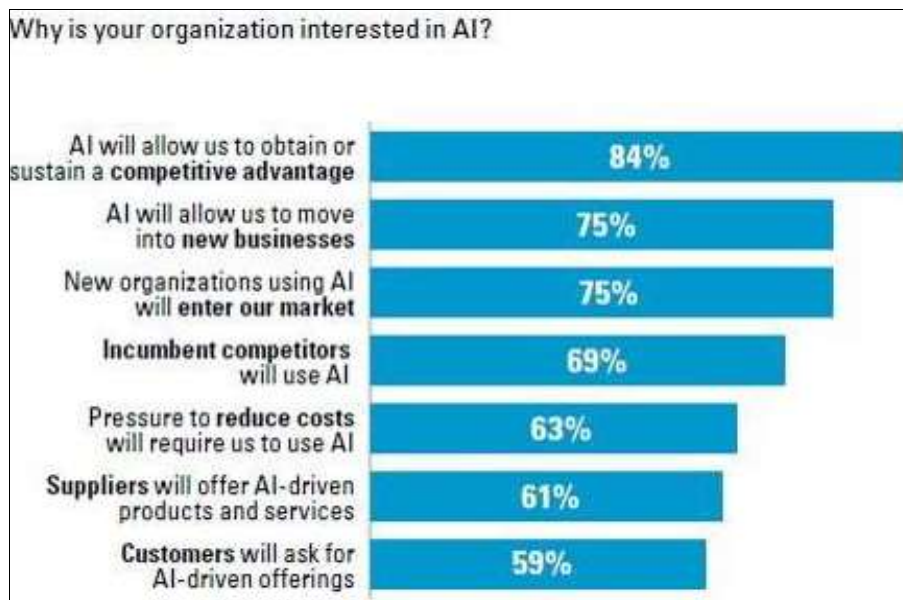 Why is your organization interested in AI?
AI will allow us to obtain or
sustain a competitive advantage
84%
AI will allow us to move
into new businesses
75%
New organizations using AI
will enter our market
75%
Incumbent competitors
will use AI
69%
Pressure to reduce costs
will require us to use AI
63%
Suppliers will offer AI-driven
products and services
61%
Customers will ask for
AI-driven offerings
59%